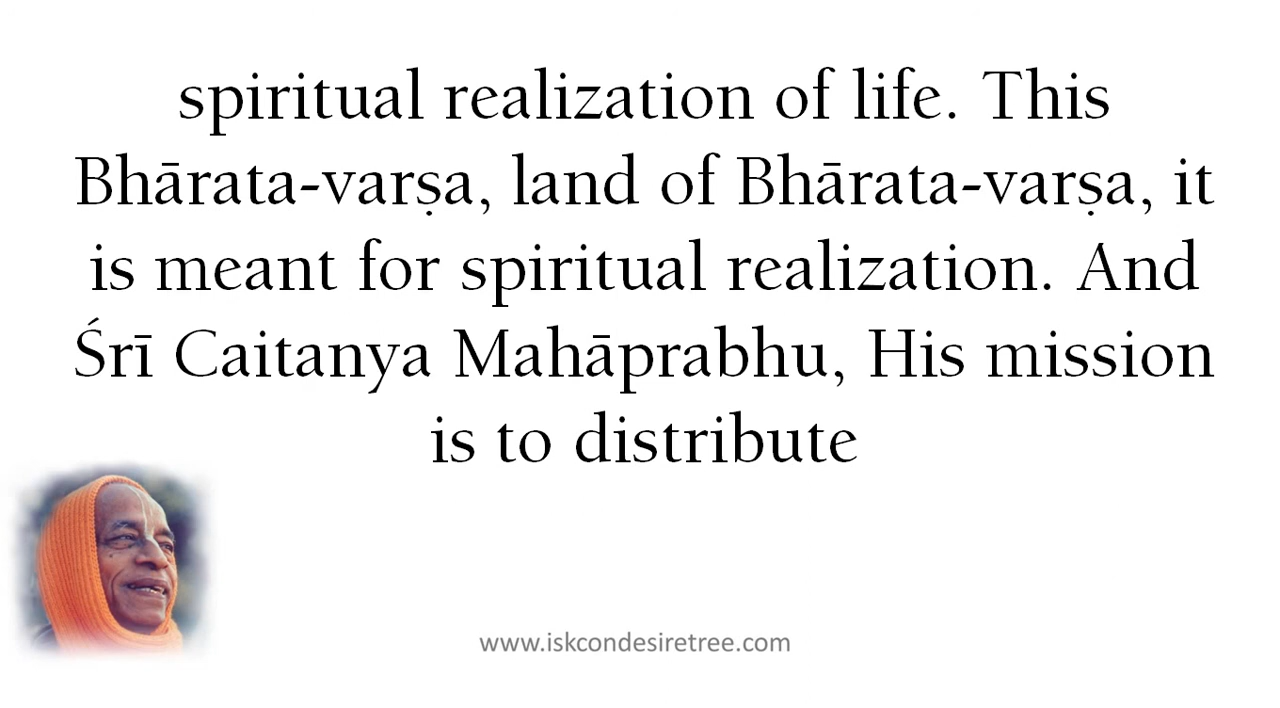 spiritual realization of life. This
Bhārata-varṣa, land of Bhārata-varṣa, it
is meant for spiritual realization. And
Śrī Caitanya Mahāprabhu, His mission
is to distribute
www.iskcondesiretree.com